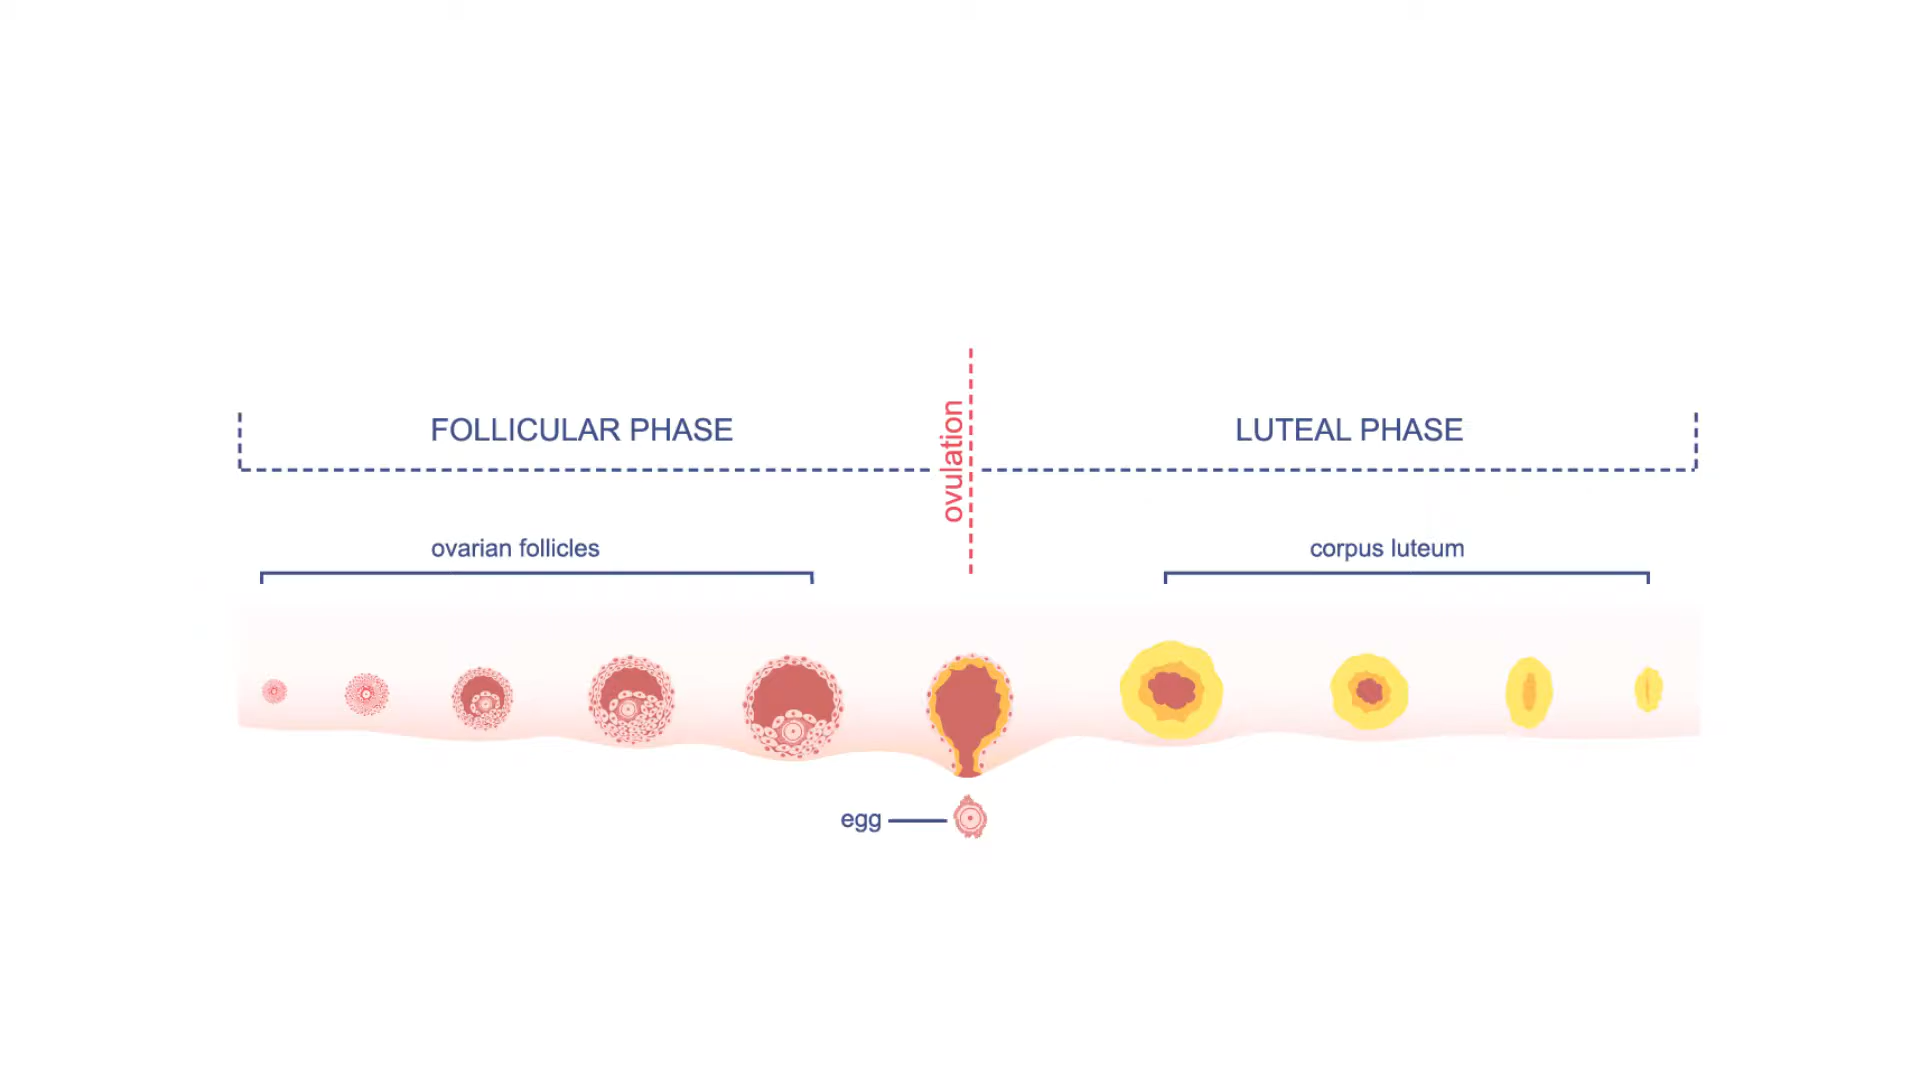 FOLLICULAR PHASE
ovulation
LUTEAL PHASE
ovarian follicles
corpus luteum
egg